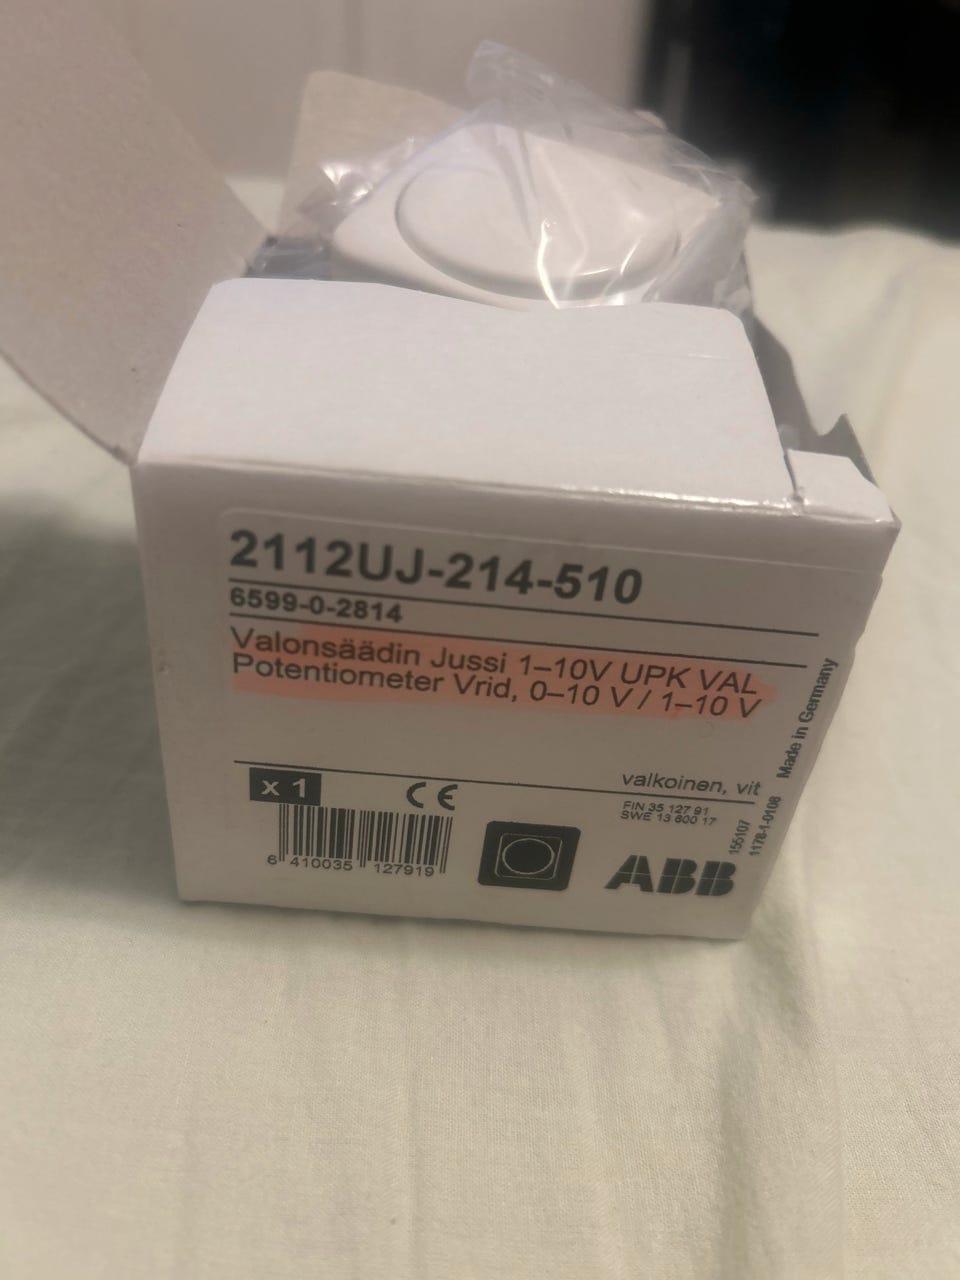 2112UJ-214-510
6599-0-2814
Valonsäädin Jussi 1–10V UPK VAL
Potentiometer Vrid, 0–10 V / 1–10 V
valkoinen, vit
x 1
CE
FIN 35 127 91
SWE 13 600 17
6 410035 127919
ABB
155107
1178-1-0108
Made in Germany